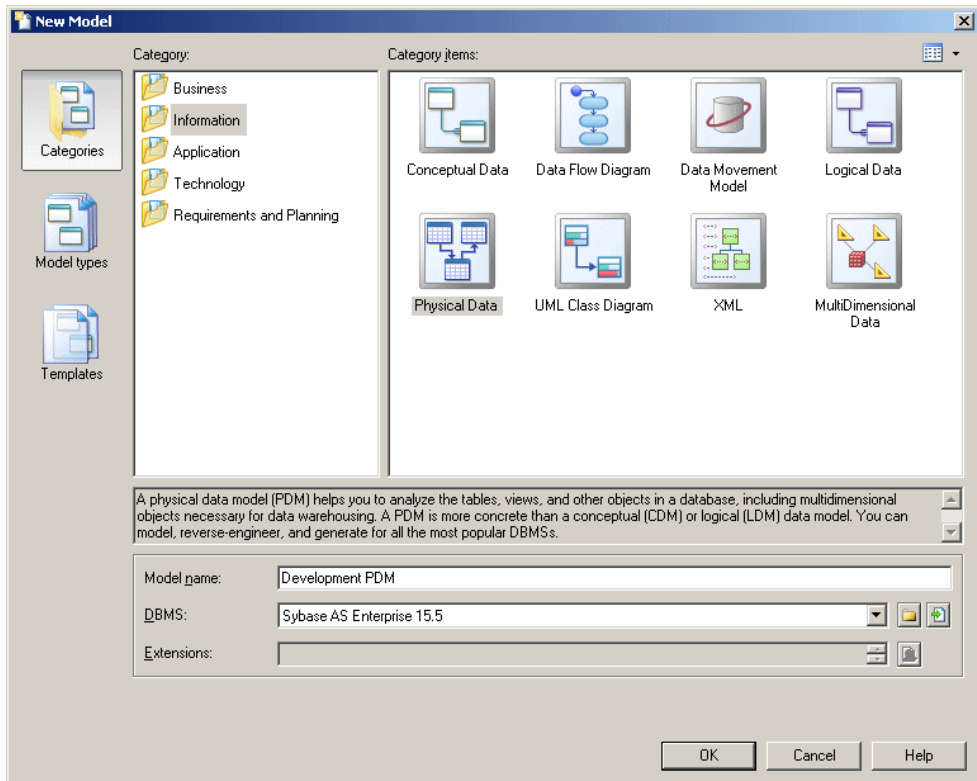 New Model
Category:
Category items:
Categories
Model types
Templates
Business
Information
Application
Technology
Requirements and Planning
Conceptual Data
Data Flow Diagram
Data Movement
Model
Logical Data
Physical Data
UML Class Diagram
XML
MultiDimensional
Data
A physical data model (PDM) helps you to analyze the tables, views, and other objects in a database, including multidimensional
objects necessary for data warehousing. A PDM is more concrete than a conceptual (CDM) or logical (LDM) data model. You can
model, reverse-engineer, and generate for all the most popular DBMSs.
Model name:
Development PDM
DBMS:
Sybase AS Enterprise 15.5
Extensions:
OK
Cancel
Help